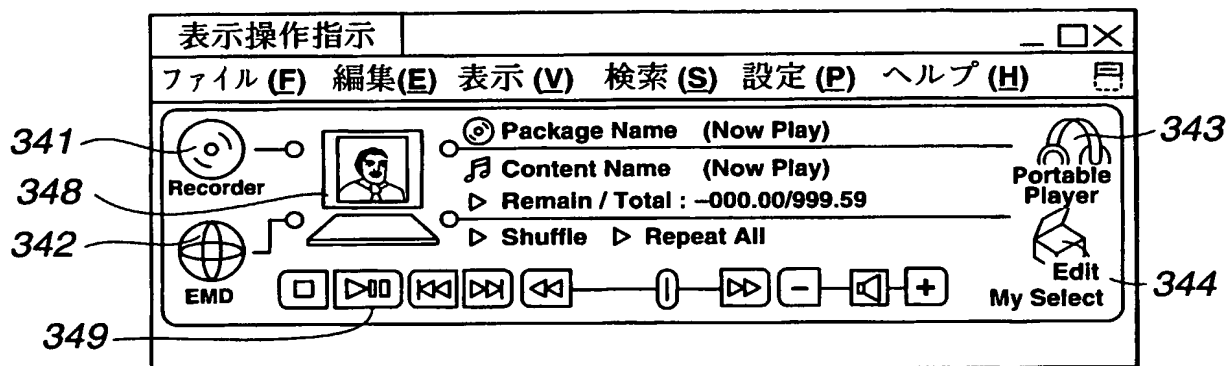 表示操作指示
ファイル (F) 編集(E) 表示 (V) 検索 (S) 設定 (P) ヘルプ (H)
341
Recorder
348
342
EMD
349
Package Name (Now Play)
Content Name (Now Play)
Remain / Total : –000.00/999.59
Shuffle Repeat All
343
Portable
Player
Edit
My Select
344